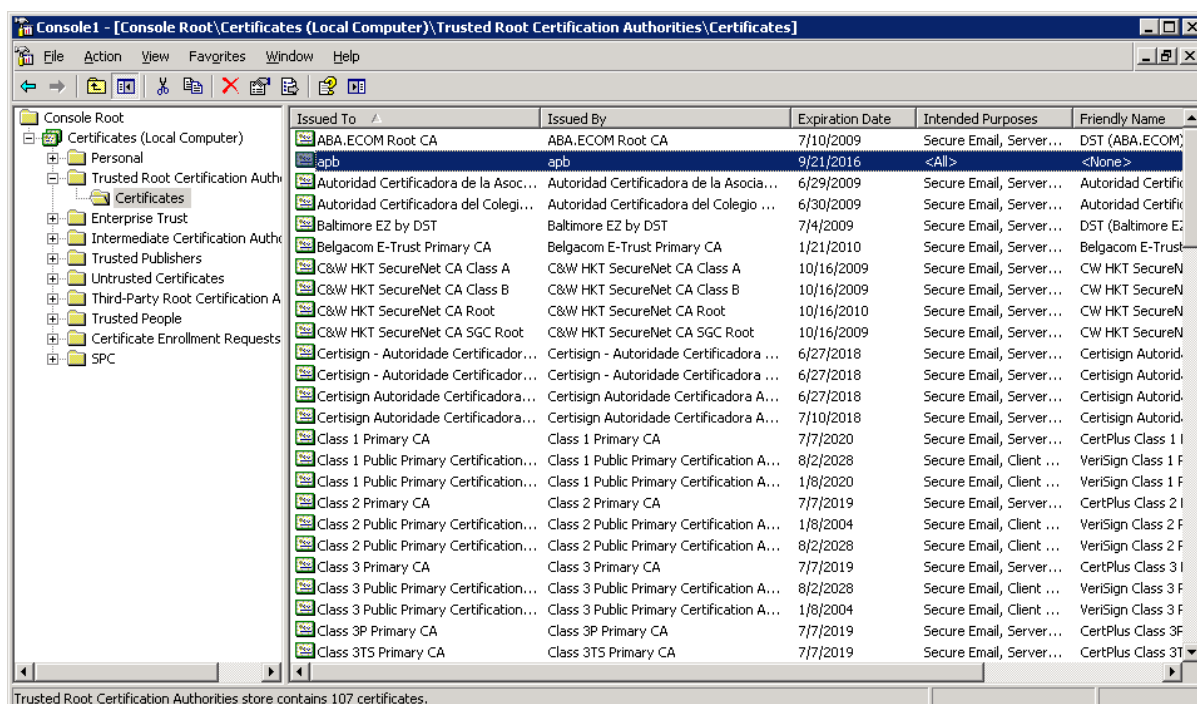 Console1 - [Console Root\Certificates (Local Computer)\Trusted Root Certification Authorities\Certificates]
File Action View Favorites Window Help
Console Root
Certificates (Local Computer)
Personal
Trusted Root Certification Autho
Certificates
Enterprise Trust
Intermediate Certification Autho
Trusted Publishers
Untrusted Certificates
Third-Party Root Certification A
Trusted People
Certificate Enrollment Requests
SPC
Issued To Issued By Expiration Date Intended Purposes Friendly Name
ABA.ECOM Root CA ABA.ECOM Root CA 7/10/2009 Secure Email, Server... DST (ABA.ECOM)
apb apb 9/21/2016 <All> <None>
Autoridad Certificadora de la Asoc... Autoridad Certificadora de la Asocia... 6/29/2009 Secure Email, Server... Autoridad Certific
Autoridad Certificadora del Colegi... Autoridad Certificadora del Colegio ... 6/30/2009 Secure Email, Server... Autoridad Certific
Baltimore EZ by DST Baltimore EZ by DST 7/4/2009 Secure Email, Server... DST (Baltimore EZ
Belgacom E-Trust Primary CA Belgacom E-Trust Primary CA 1/21/2010 Secure Email, Server... Belgacom E-Trust
C&W HKT SecureNet CA Class A C&W HKT SecureNet CA Class A 10/16/2009 Secure Email, Server... CW HKT SecureN
C&W HKT SecureNet CA Class B C&W HKT SecureNet CA Class B 10/16/2009 Secure Email, Server... CW HKT SecureN
C&W HKT SecureNet CA Root C&W HKT SecureNet CA Root 10/16/2010 Secure Email, Server... CW HKT SecureN
C&W HKT SecureNet CA SGC Root C&W HKT SecureNet CA SGC Root 10/16/2009 Secure Email, Server... CW HKT SecureN
Certisign - Autoridade Certificador... Certisign - Autoridade Certificadora ... 6/27/2018 Secure Email, Server... Certisign Autorid
Certisign - Autoridade Certificador... Certisign - Autoridade Certificadora ... 6/27/2018 Secure Email, Server... Certisign Autorid
Certisign Autoridade Certificadora... Certisign Autoridade Certificadora A... 6/27/2018 Secure Email, Server... Certisign Autorid
Certisign Autoridade Certificadora... Certisign Autoridade Certificadora A... 7/10/2018 Secure Email, Server... Certisign Autorid
Class 1 Primary CA Class 1 Primary CA 7/7/2020 Secure Email, Server... CertPlus Class 1
Class 1 Public Primary Certification... Class 1 Public Primary Certification A... 8/2/2028 Secure Email, Client ... VeriSign Class 1 P
Class 1 Public Primary Certification... Class 1 Public Primary Certification A... 1/8/2020 Secure Email, Client ... VeriSign Class 1 P
Class 2 Primary CA Class 2 Primary CA 7/7/2019 Secure Email, Server... CertPlus Class 2
Class 2 Public Primary Certification... Class 2 Public Primary Certification A... 1/8/2004 Secure Email, Client ... VeriSign Class 2 P
Class 2 Public Primary Certification... Class 2 Public Primary Certification A... 8/2/2028 Secure Email, Client ... VeriSign Class 2 P
Class 3 Primary CA Class 3 Primary CA 7/7/2019 Secure Email, Server... CertPlus Class 3
Class 3 Public Primary Certification... Class 3 Public Primary Certification A... 8/2/2028 Secure Email, Client ... VeriSign Class 3 P
Class 3 Public Primary Certification... Class 3 Public Primary Certification A... 1/8/2004 Secure Email, Client ... VeriSign Class 3 P
Class 3P Primary CA Class 3P Primary CA 7/7/2019 Secure Email, Server... CertPlus Class 3P
Class 3TS Primary CA Class 3TS Primary CA 7/7/2019 Secure Email, Server... CertPlus Class 3T
Trusted Root Certification Authorities store contains 107 certificates.